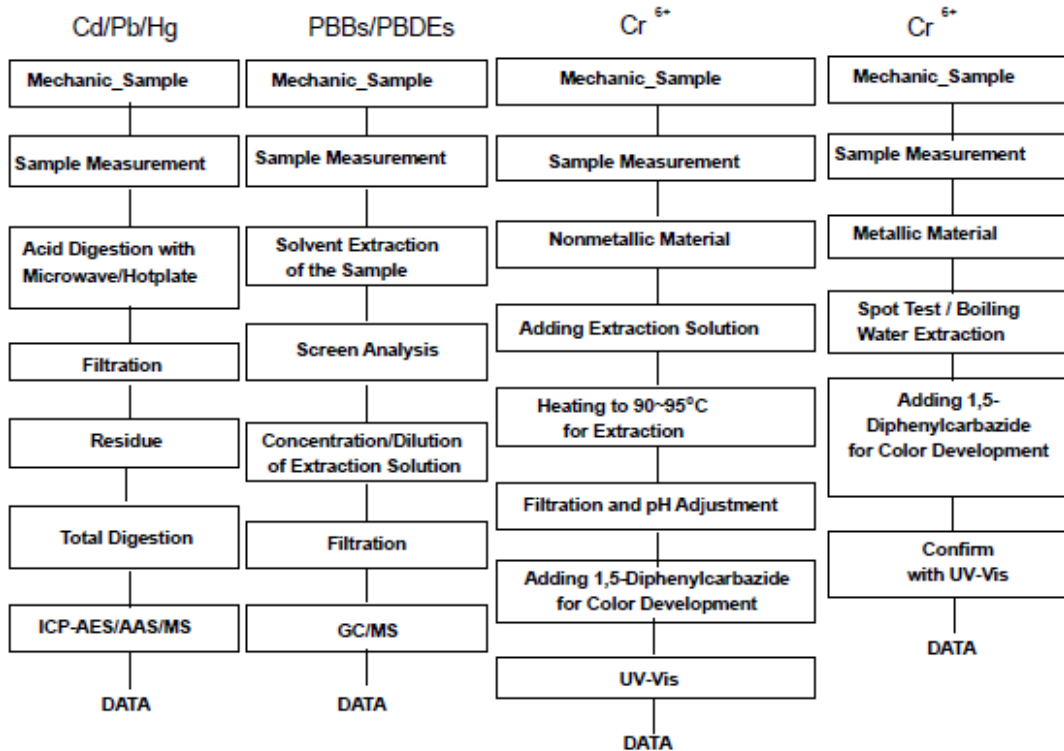 Cd/Pb/Hg
Mechanic_Sample
Sample Measurement
Acid Digestion with
Microwave/Hotplate
Filtration
Residue
Total Digestion
ICP-AES/AAS/MS
DATA
PBBs/PBDEs
Mechanic_Sample
Sample Measurement
Solvent Extraction
of the Sample
Screen Analysis
Concentration/Dilution
of Extraction Solution
Filtration
GC/MS
DATA
Cr 6+
Mechanic_Sample
Sample Measurement
Nonmetallic Material
Adding Extraction Solution
Heating to 90~95°C
for Extraction
Filtration and pH Adjustment
Adding 1,5-Diphenylcarbazide
for Color Development
UV-Vis
DATA
Cr 6+
Mechanic_Sample
Sample Measurement
Metallic Material
Spot Test / Boiling
Water Extraction
Adding 1,5-
Diphenylcarbazide
for Color Development
Confirm
with UV-Vis
DATA